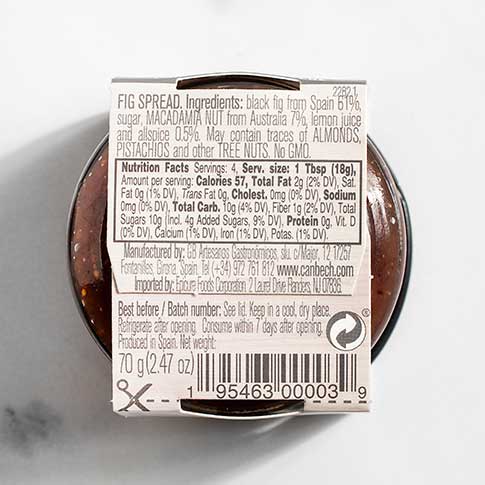 2282.1
FIG SPREAD. Ingredients: black fig from Spain 61%,
sugar, MACADAMIA NUT from Australia 7%, lemon juice
and allspice 0.5%. May contain traces of ALMONDS,
PISTACHIOS and other TREE NUTS. No GMO.
Nutrition Facts Servings: 4, Serv. size: 1 Tbsp (18g),
Amount per serving: Calories 57, Total Fat 2g (2% DV), Sat.
Fat 0g (1% DV), Trans Fat 0g, Cholest. 0mg (0% DV), Sodium
0mg (0% DV), Total Carb. 10g (4% DV), Fiber 1g (2% DV), Total
Sugars 10g (Incl. 4g Added Sugars, 9% DV), Protein 0g, Vit. D
(0% DV), Calcium (1% DV), Iron (1% DV), Potas. (1% DV).
Manufactured by: GB Artesanos Gastronómicos, slu. c/Major, 12 17257
Fontanilles, Girona, Spain, Tel (+34) 972 761 812 www.canbech.com
Imported by: Epicure Foods Corporation. 2 Laurel Drive Flanders, NJ 07836.
Best before / Batch number: See lid. Keep in a cool, dry place.
Refrigerate after opening. Consume within 7 days after opening.
Produced in Spain. Net weight:
70 g (2.47 oz)
®
1 95463 00003 9